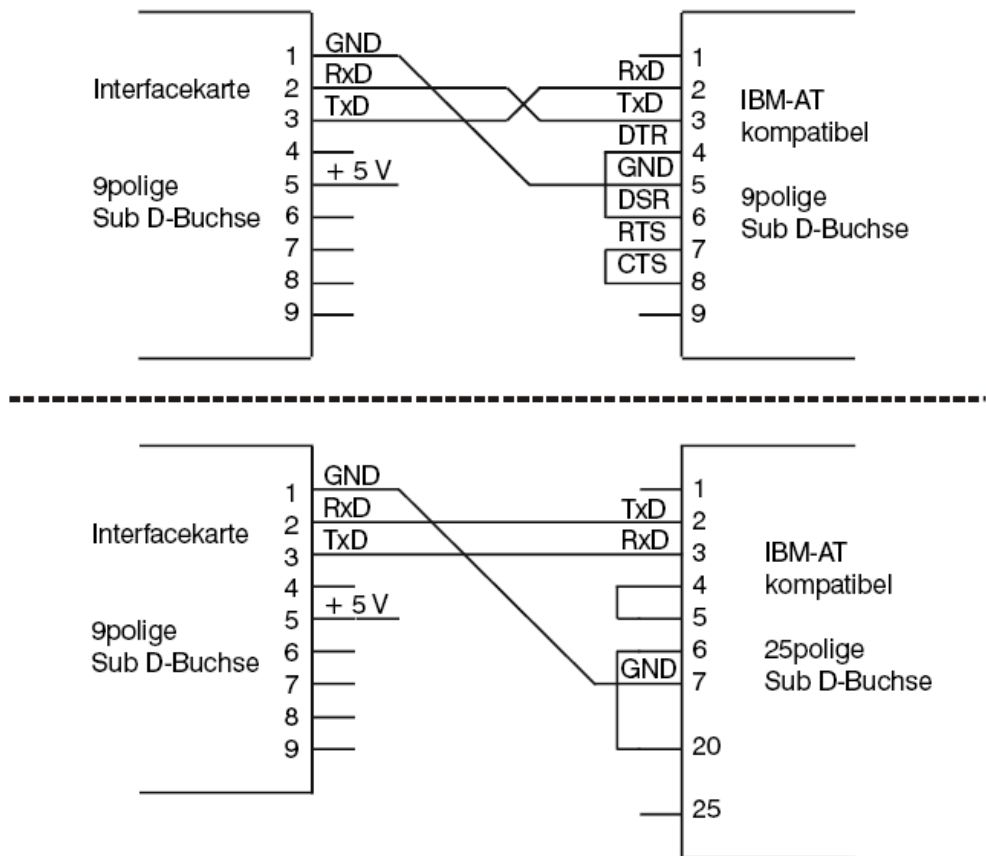 GND
1
RxD
RxD
1
Interfacekarte
2
2
TxD
TxD
IBM-AT
3
3
kompatibel
DTR
4
4
+ 5 V
GND
9polige
5
5
Sub D-Buchse
DSR
9polige
6
6
Sub D-Buchse
RTS
7
7
CTS
8
8
9
9
GND
1
1
RxD
TxD
2
2
Interfacekarte
TxD
RxD
3
3
IBM-AT
kompatibel
4
4
+ 5 V
5
5
9polige
Sub D-Buchse
6
6
25polige
GND
7
7
Sub D-Buchse
8
9
20
25